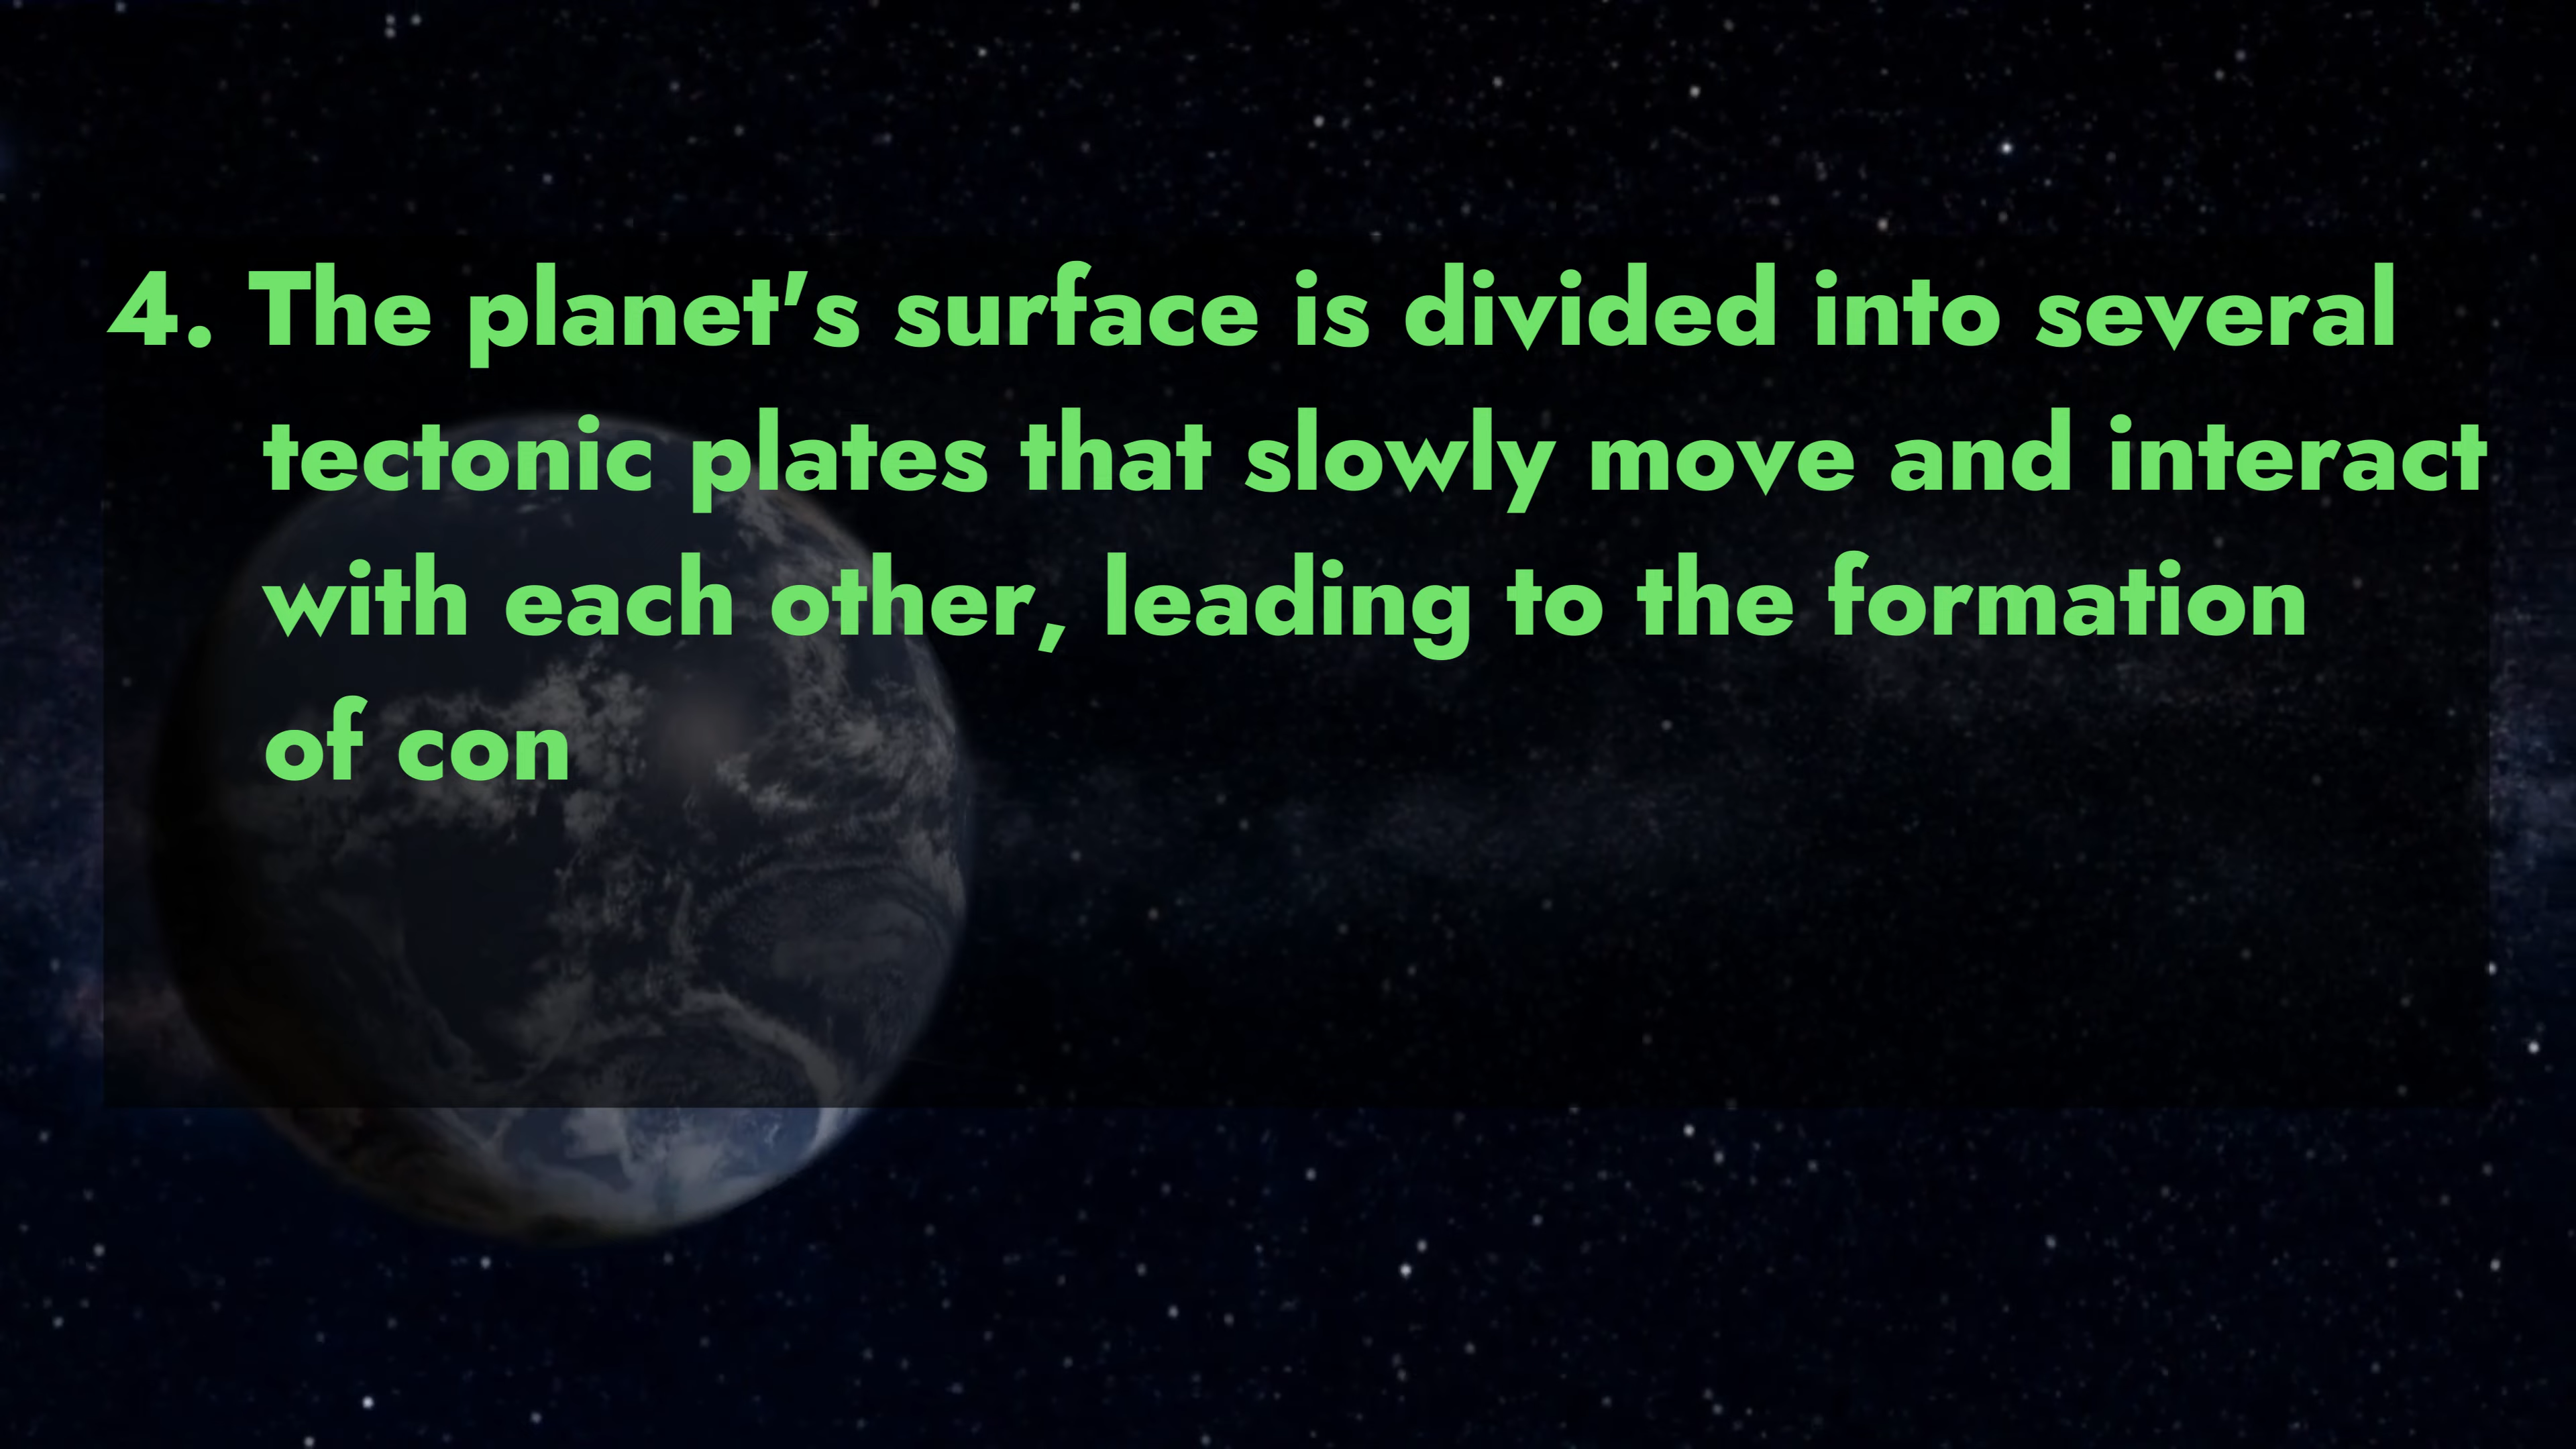 4. The planet's surface is divided into several
tectonic plates that slowly move and interact
with each other, leading to the formation
of con